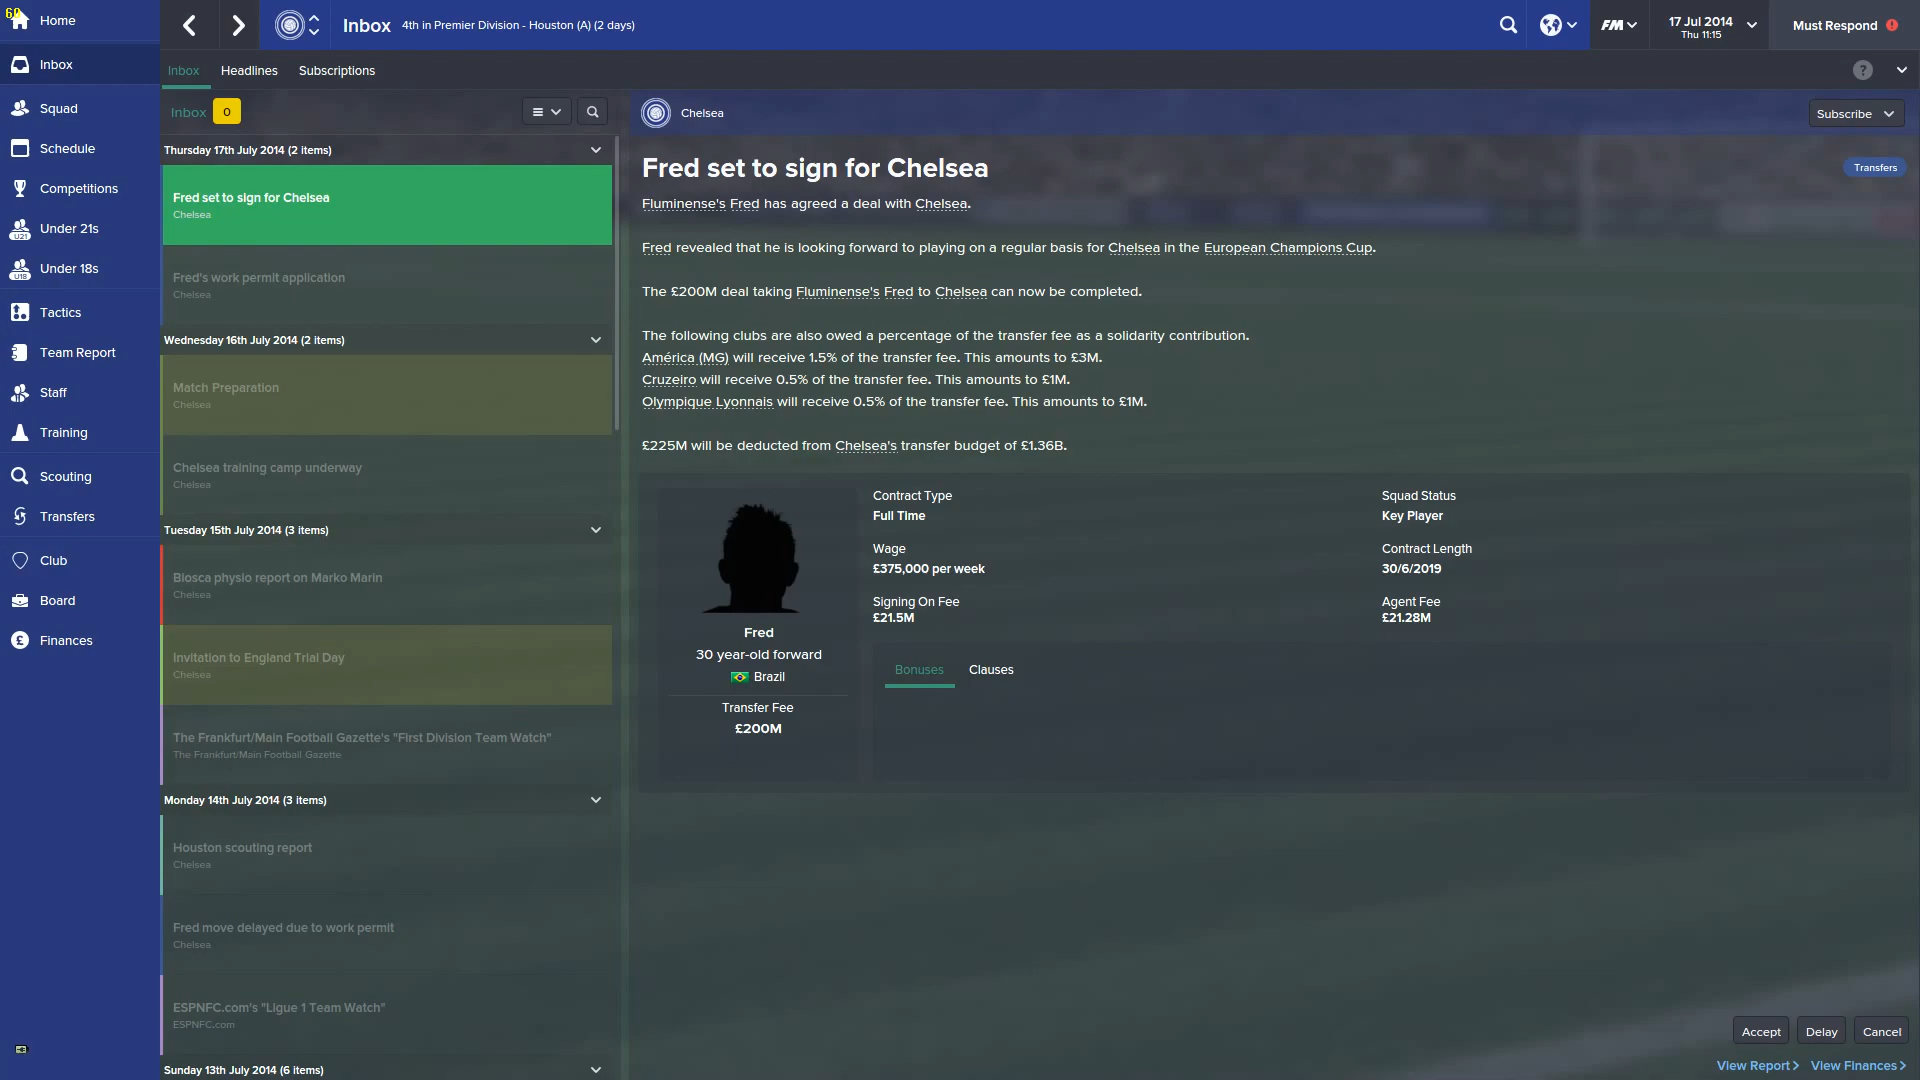 60
Home
Inbox
Squad
Schedule
Competitions
U21
Under 21s
U18
Under 18s
Tactics
Team Report
Staff
Training
Scouting
Transfers
Club
Board
Finances
Inbox
4th in Premier Division - Houston (A) (2 days)
FM
17 Jul 2014
Thu 11:15
Must Respond
Inbox
Headlines
Subscriptions
?
Inbox
0
Thursday 17th July 2014 (2 items)
Fred set to sign for Chelsea
Chelsea
Fred's work permit application
Chelsea
Wednesday 16th July 2014 (2 items)
Match Preparation
Chelsea
Chelsea training camp underway
Chelsea
Tuesday 15th July 2014 (3 items)
Biosca physio report on Marko Marin
Chelsea
Invitation to England Trial Day
Chelsea
The Frankfurt/Main Football Gazette's "First Division Team Watch"
The Frankfurt/Main Football Gazette
Monday 14th July 2014 (3 items)
Houston scouting report
Chelsea
Fred move delayed due to work permit
Chelsea
ESPNFC.com's "Ligue 1 Team Watch"
ESPNFC.com
Sunday 13th July 2014 (6 items)
Chelsea
Subscribe
Fred set to sign for Chelsea
Transfers
Fluminense's Fred has agreed a deal with Chelsea.
Fred revealed that he is looking forward to playing on a regular basis for Chelsea in the European Champions Cup.
The £200M deal taking Fluminense's Fred to Chelsea can now be completed.
The following clubs are also owed a percentage of the transfer fee as a solidarity contribution.
América (MG) will receive 1.5% of the transfer fee. This amounts to £3M.
Cruzeiro will receive 0.5% of the transfer fee. This amounts to £1M.
Olympique Lyonnais will receive 0.5% of the transfer fee. This amounts to £1M.
£225M will be deducted from Chelsea's transfer budget of £1.36B.
Fred
30 year-old forward
Brazil
Transfer Fee
£200M
Contract Type
Full Time
Squad Status
Key Player
Wage
£375,000 per week
Contract Length
30/6/2019
Signing On Fee
£21.5M
Agent Fee
£21.28M
Bonuses
Clauses
Accept
Delay
Cancel
View Report>
View Finances>